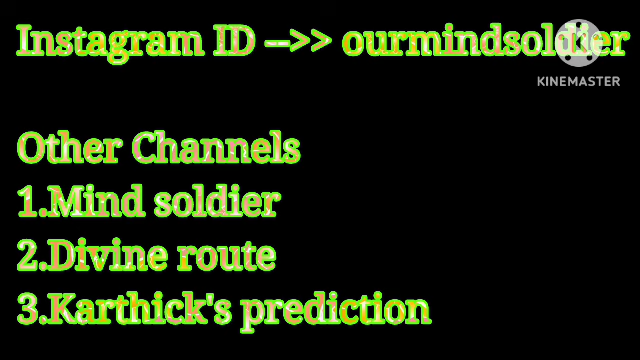 Instagram ID -->> ourmindsoldier
KINEMASTER
Other Channels
1.Mind soldier
2.Divine route
3.Karthick's prediction